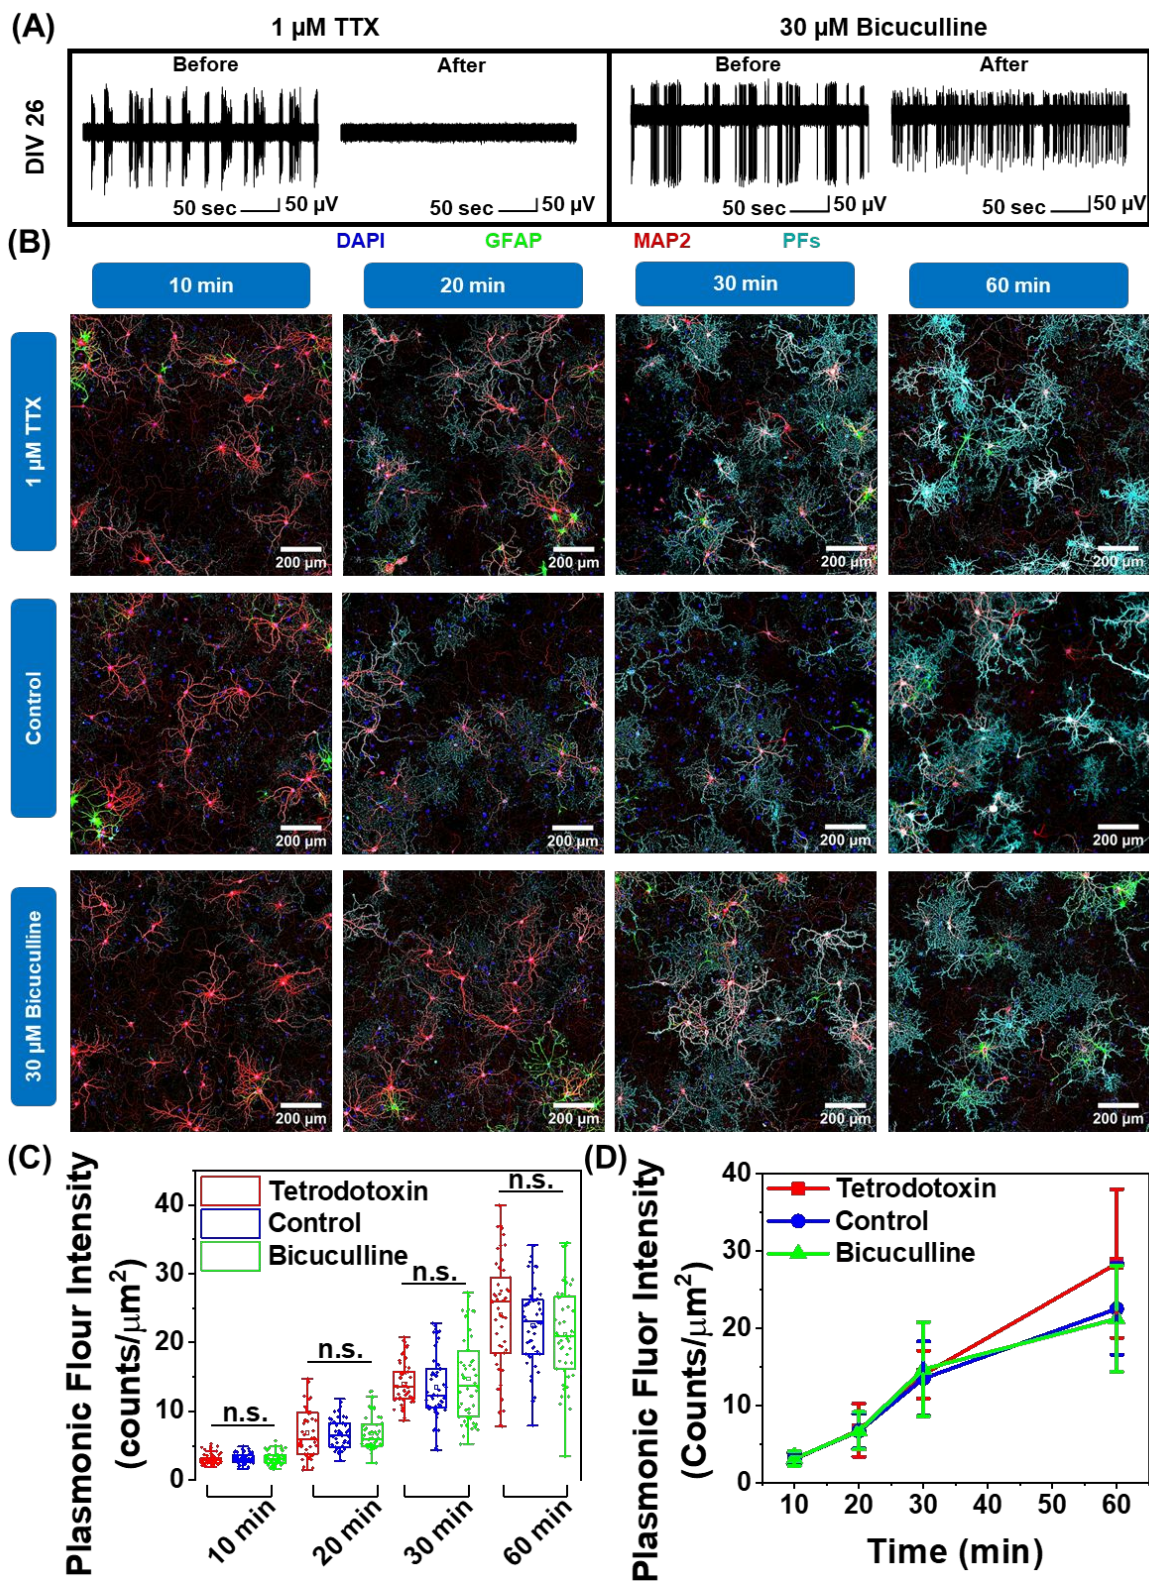 (A)
1 µM TTX
30 µM Bicuculline
DIV 26
Before
After
Before
After
50 sec 50 µV
50 sec 50 µV
50 sec 50 µV
50 sec 50 µV
(B)
DAPI GFAP MAP2 PFs
10 min
20 min
30 min
60 min
1 µM TTX
200 µm
200 µm
200 µm
200 µm
Control
200 µm
200 µm
200 µm
200 µm
30 µM Bicuculline
200 µm
200 µm
200 µm
200 µm
(C)
Plasmonic Flour Intensity
(counts/µm²)
40
30
20
10
0
Tetrodotoxin
Control
Bicuculline
n.s.
n.s.
n.s.
n.s.
10 min
20 min
30 min
60 min
(D)
Plasmonic Fluor Intensity
(Counts/µm²)
40
30
20
10
0
Tetrodotoxin
Control
Bicuculline
10 20 30 40 50 60
Time (min)